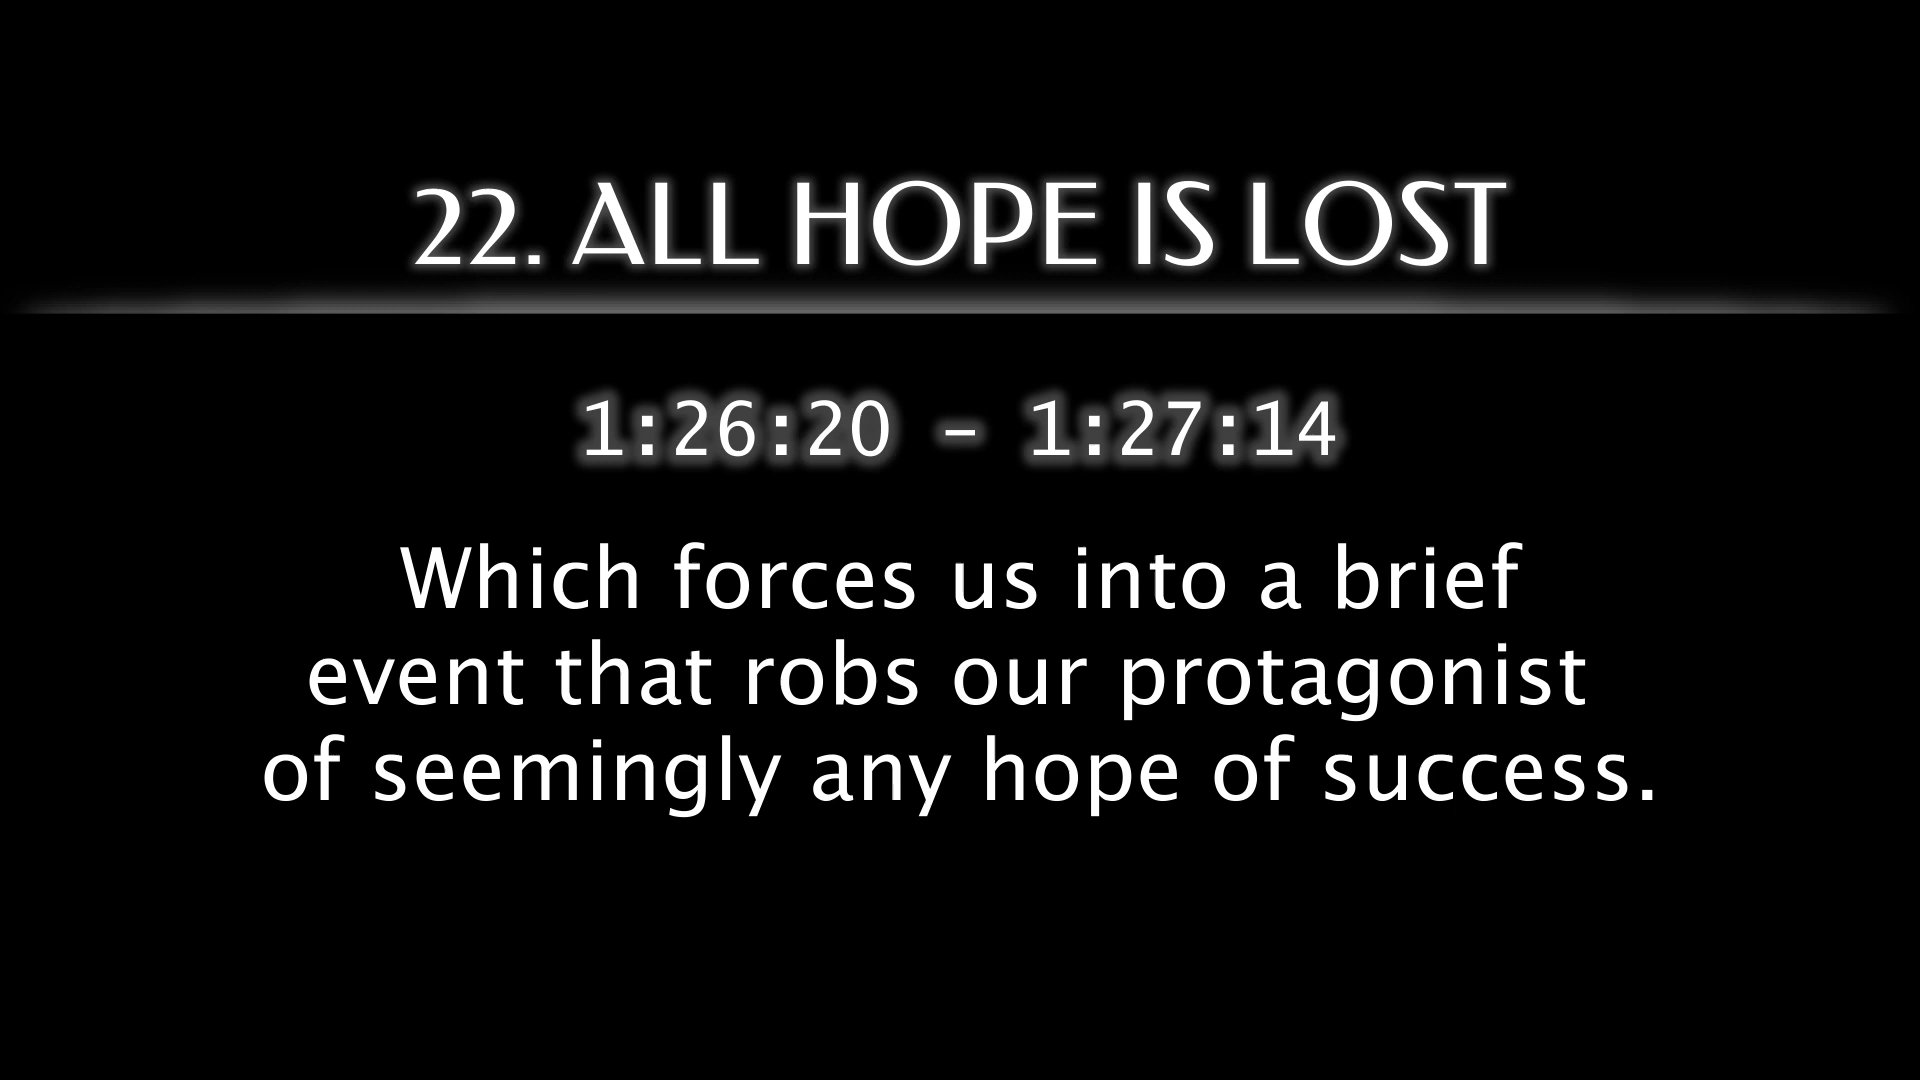 22. ALL HOPE IS LOST
1:26:20 - 1:27:14
Which forces us into a brief
event that robs our protagonist
of seemingly any hope of success.